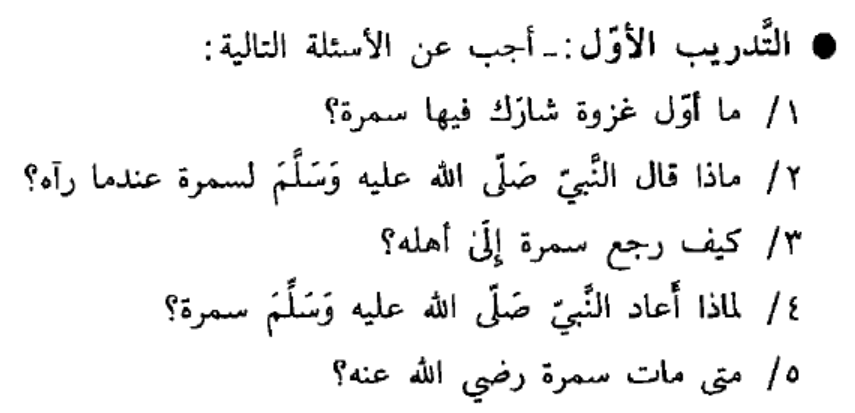 ● التَّدريب الأوّل: ـ أجب عن الأسئلة التالية:
١/ ما أوّل غزوة شارَك فيها سمرة؟
٢/ ماذا قال النَّبيّ صَلّى الله عليه وَسَلَّمَ لسمرة عندما رآه؟
٣/ كيف رجع سمرة إِلَىٰ أهله؟
٤/ لماذا أَعاد النَّبيّ صَلّى الله عليه وَسَلَّمَ سمرة؟
٥/ متى مات سمرة رضي الله عنه؟